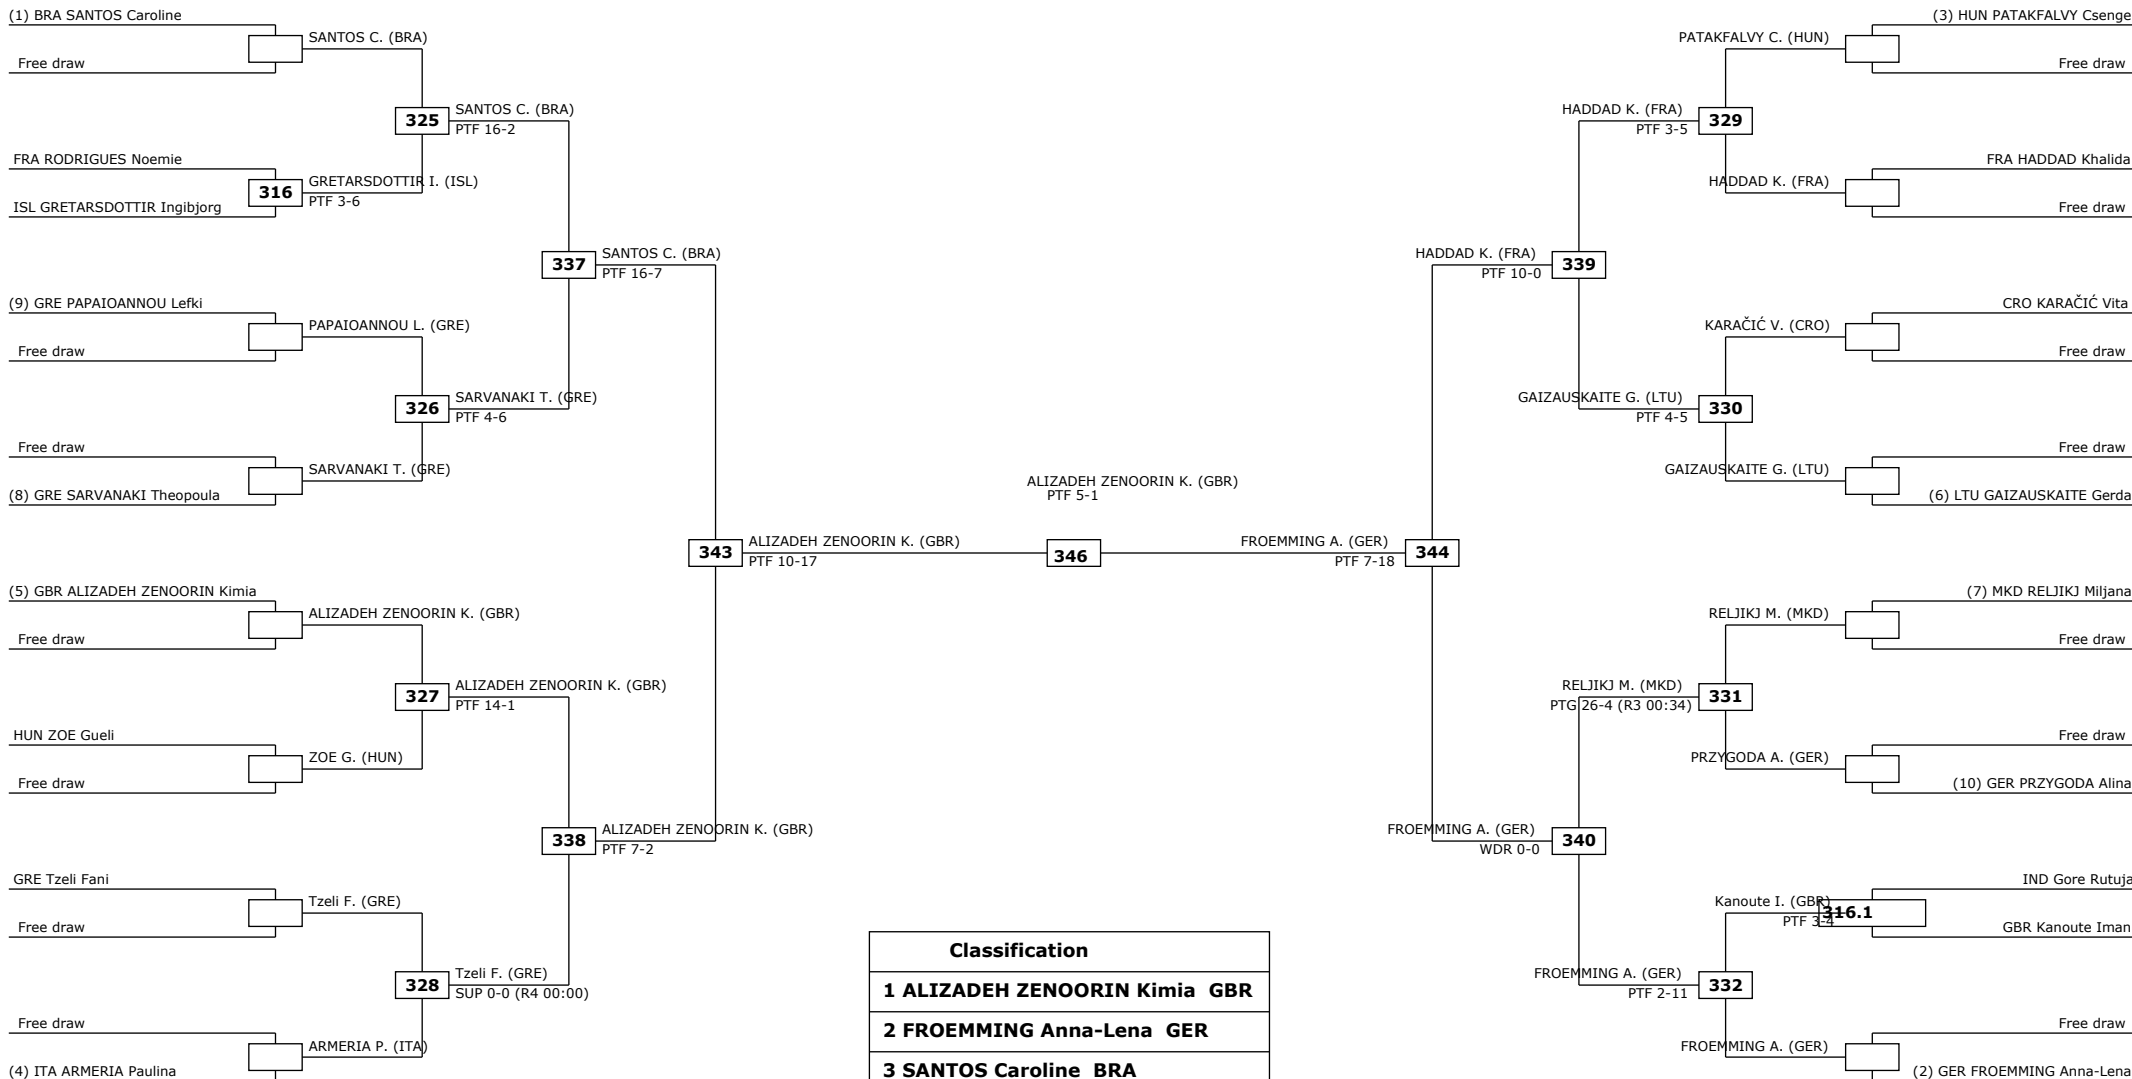 (1) BRA SANTOS Caroline
SANTOS C. (BRA)
Free draw
325
SANTOS C. (BRA)
PTF 16-2
FRA RODRIGUES Noemie
316
GRETARSDOTTIR I. (ISL)
PTF 3-6
ISL GRETARSDOTTIR Ingibjorg
337
SANTOS C. (BRA)
PTF 16-7
(9) GRE PAPAIOANNOU Lefki
PAPAIOANNOU L. (GRE)
Free draw
326
SARVANAKI T. (GRE)
PTF 4-6
Free draw
SARVANAKI T. (GRE)
(8) GRE SARVANAKI Theopoula
343
ALIZADEH ZENOORIN K. (GBR)
PTF 10-17
(5) GBR ALIZADEH ZENOORIN Kimia
ALIZADEH ZENOORIN K. (GBR)
Free draw
327
ALIZADEH ZENOORIN K. (GBR)
PTF 14-1
HUN ZOE Gueli
ZOE G. (HUN)
Free draw
338
ALIZADEH ZENOORIN K. (GBR)
PTF 7-2
GRE Tzeli Fani
Tzeli F. (GRE)
Free draw
328
Tzeli F. (GRE)
SUP 0-0 (R4 00:00)
Free draw
ARMERIA P. (ITA)
(4) ITA ARMERIA Paulina
ALIZADEH ZENOORIN K. (GBR)
PTF 5-1
346
(3) HUN PATAKFALVY Csenge
PATAKFALVY C. (HUN)
Free draw
HADDAD K. (FRA)
PTF 3-5
329
FRA HADDAD Khalida
HADDAD K. (FRA)
Free draw
HADDAD K. (FRA)
PTF 10-0
339
CRO KARAČIĆ Vita
KARAČIĆ V. (CRO)
Free draw
GAIZAUSKAITE G. (LTU)
PTF 4-5
330
Free draw
GAIZAUSKAITE G. (LTU)
(6) LTU GAIZAUSKAITE Gerda
FROEMMING A. (GER)
PTF 7-18
344
(7) MKD RELJIKJ Miljana
RELJIKJ M. (MKD)
Free draw
RELJIKJ M. (MKD)
PTG 26-4 (R3 00:34)
331
Free draw
PRZYGODA A. (GER)
(10) GER PRZYGODA Alina
FROEMMING A. (GER)
WDR 0-0
340
IND Gore Rutuja
Kanoute I. (GBR)
PTF 3-4
316.1
GBR Kanoute Iman
FROEMMING A. (GER)
PTF 2-11
332
Free draw
FROEMMING A. (GER)
(2) GER FROEMMING Anna-Lena
Classification
1 ALIZADEH ZENOORIN Kimia GBR
2 FROEMMING Anna-Lena GER
3 SANTOS Caroline BRA